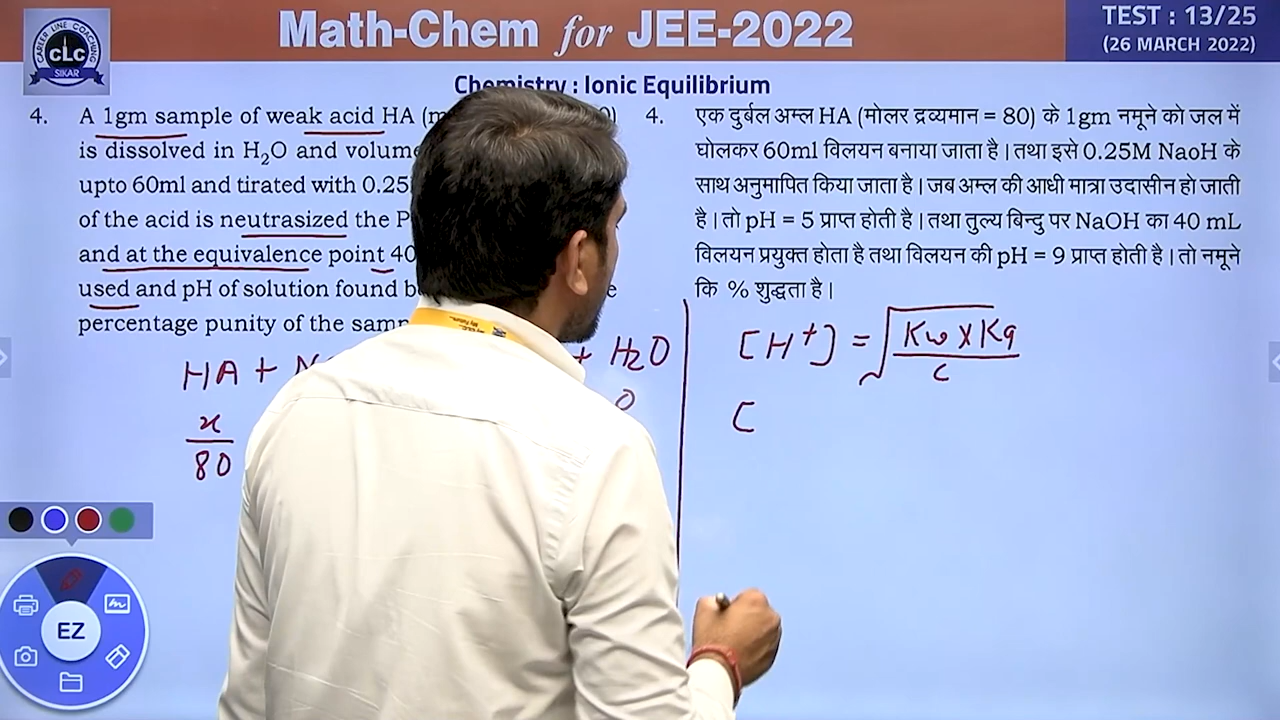 Math-Chem for JEE-2022
TEST : 13/25
(26 MARCH 2022)
CAREER LINE COACHING
CLC
SIKAR
Chemistry : Ionic Equilibrium
4. A 1gm sample of weak acid HA
is dissolved in H₂O and
upto 60ml and tirated with
of the acid is neutrasized the
and at the equivalence point 40
used and pH of solution found
percentage punity of the
4. एक दुर्बल अम्ल HA (मोलर द्रव्यमान = 80) के 1gm नमूने को जल में
घोलकर 60ml विलयन बनाया जाता है। तथा इसे 0.25M NaoH के
साथ अनुमापित किया जाता है। जब अम्ल की आधी मात्रा उदासीन हो जाती
है। तो pH = 5 प्राप्त होती है। तथा तुल्य बिन्दु पर NaOH का 40 mL
विलयन प्रयुक्त होता है तथा विलयन की pH = 9 प्राप्त होती है। तो नमूने
कि % शुद्धता है।
HA + + H₂O
x 0
80
[H⁺] = √Kw x Ka
c
[
EZ